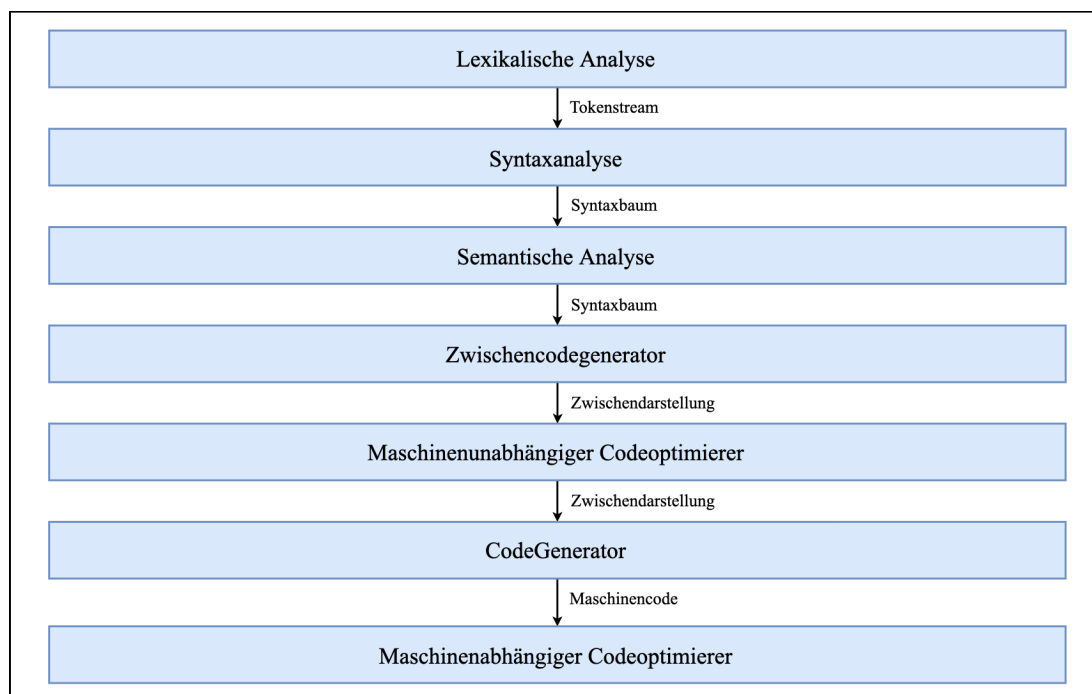 Lexikalische Analyse
Tokenstream
Syntaxanalyse
Syntaxbaum
Semantische Analyse
Syntaxbaum
Zwischencodegenerator
Zwischendarstellung
Maschinenunabhängiger Codeoptimierer
Zwischendarstellung
CodeGenerator
Maschinencode
Maschinenabhängiger Codeoptimierer